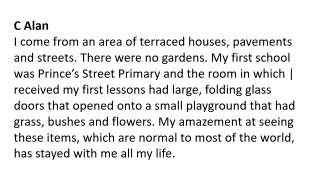 C Alan
I come from an area of terraced houses, pavements
and streets. There were no gardens. My first school
was Prince's Street Primary and the room in which |
received my first lessons had large, folding glass
doors that opened onto a small playground that had
grass, bushes and flowers. My amazement at seeing
these items, which are normal to most of the world,
has stayed with me all my life.